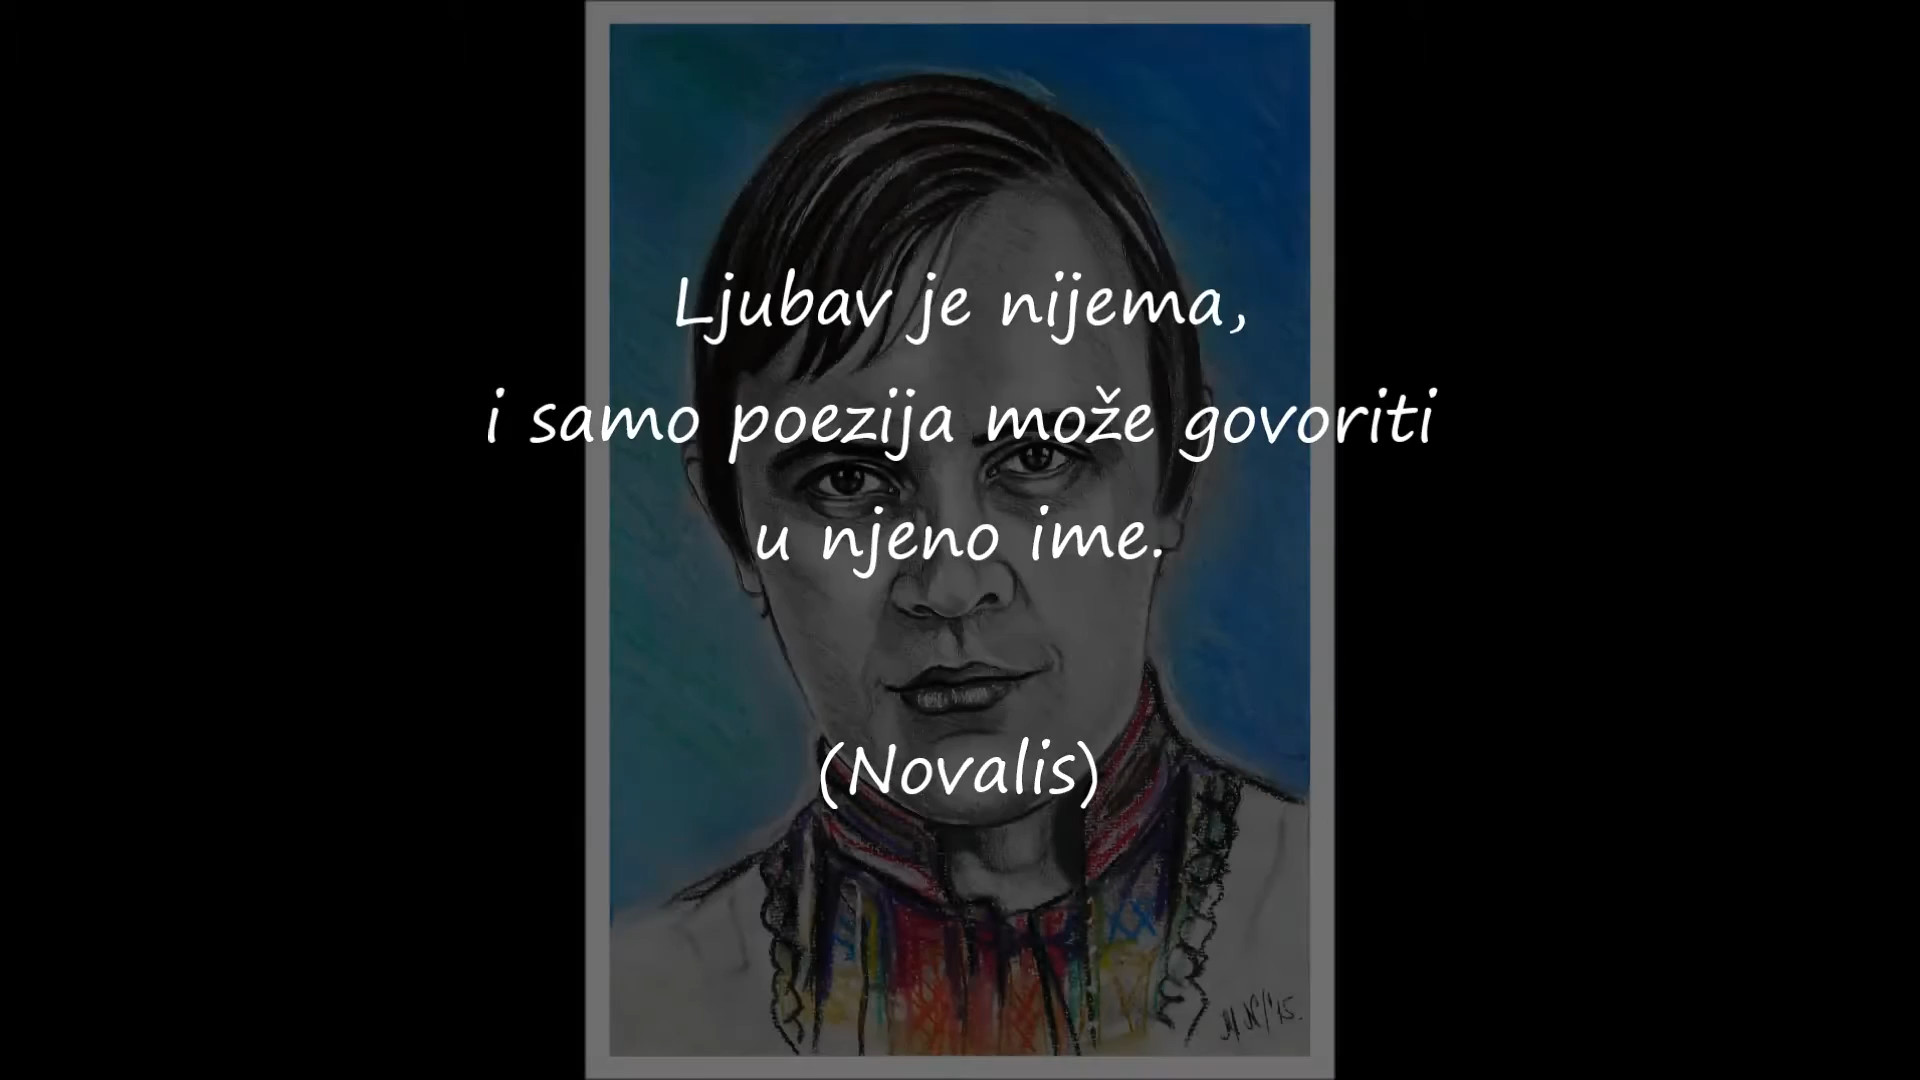 Ljubav je nijema,
i samo poezija može govoriti
u njeno ime.
(Novalis)